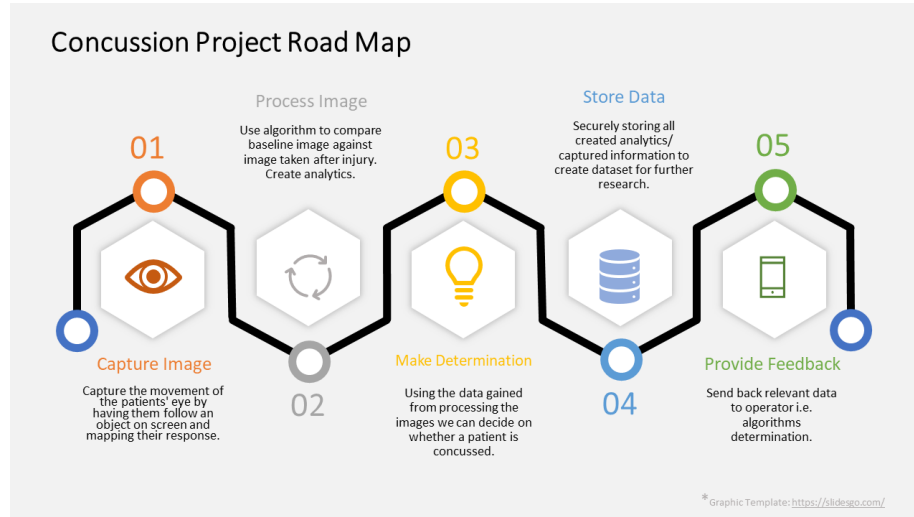 Concussion Project Road Map
01
Capture Image
Capture the movement of
the patients' eye by
having them follow an
object on screen and
mapping their response.
Process Image
Use algorithm to compare
baseline image against
image taken after injury.
Create analytics.
02
03
Make Determination
Using the data gained
from processing the
images we can decide on
whether a patient is
concussed.
Store Data
Securely storing all
created analytics/
captured information to
create dataset for further
research.
04
05
Provide Feedback
Send back relevant data
to operator i.e.
algorithms
determination.
*Graphic Template: https://slidesgo.com/